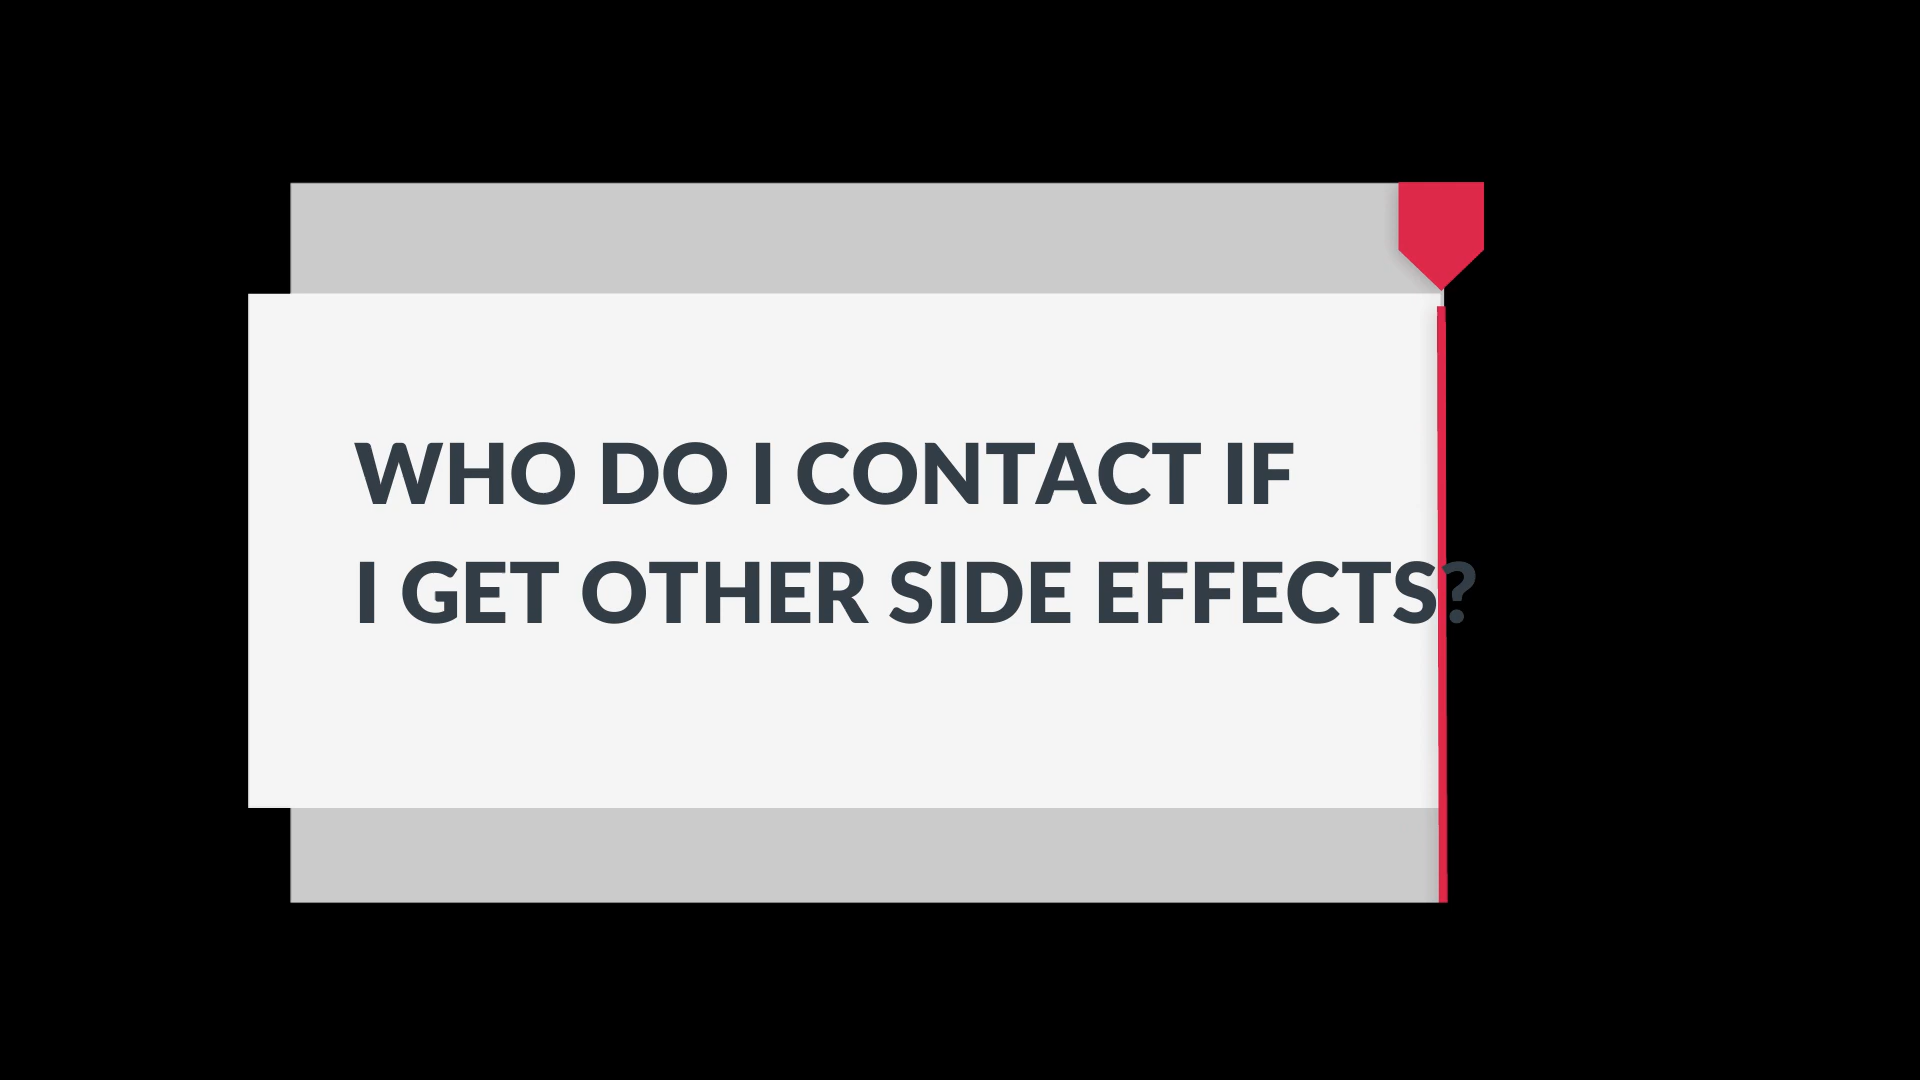 WHO DO I CONTACT IF
I GET OTHER SIDE EFFECTS?